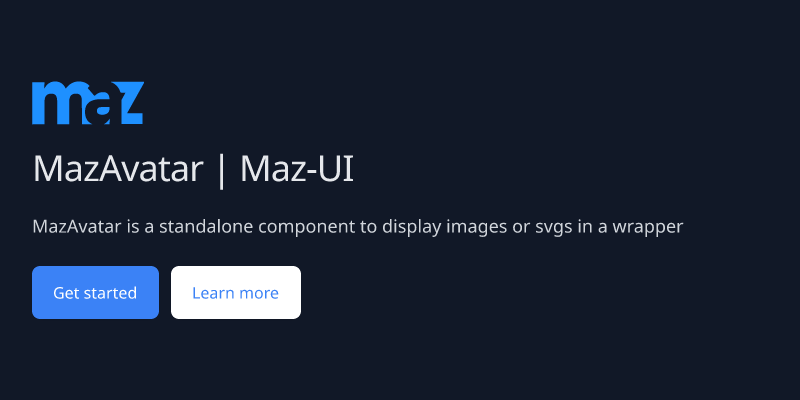 maz
MazAvatar | Maz-UI
MazAvatar is a standalone component to display images or svgs in a wrapper
Get started
Learn more